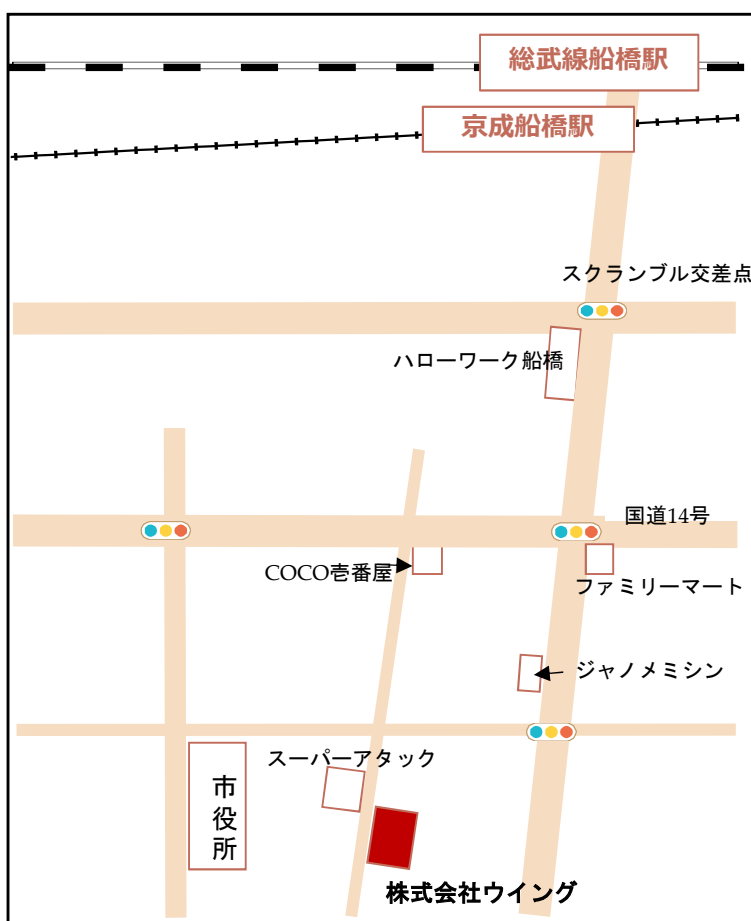 総武線船橋駅
京成船橋駅
スクランブル交差点
ハローワーク船橋
国道14号
COCO壱番屋
ファミリーマート
ジャノメミシン
スーパーアタック
市役所
株式会社ウイング